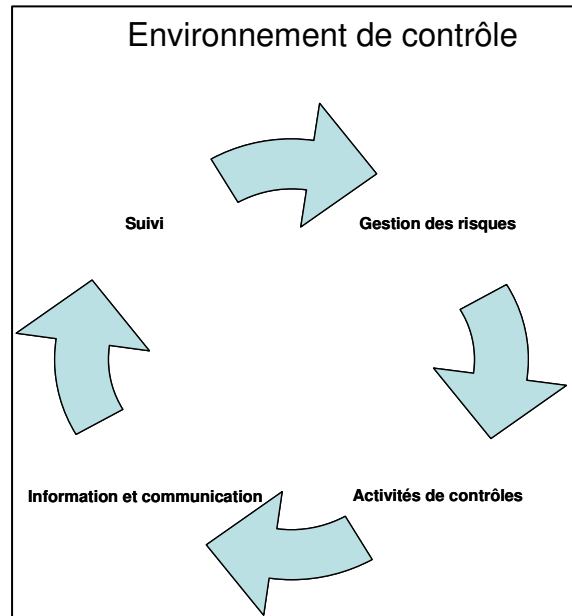 Environnement de contrôle
Suivi
Gestion des risques
Information et communication
Activités de contrôles